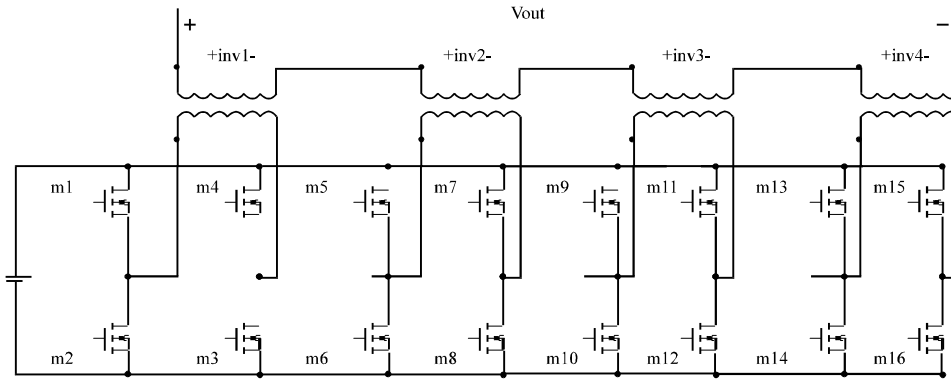 Vout
+ −
+inv1- +inv2- +inv3- +inv4-
m1 m4 m5 m7 m9 m11 m13 m15
m2 m3 m6 m8 m10 m12 m14 m16